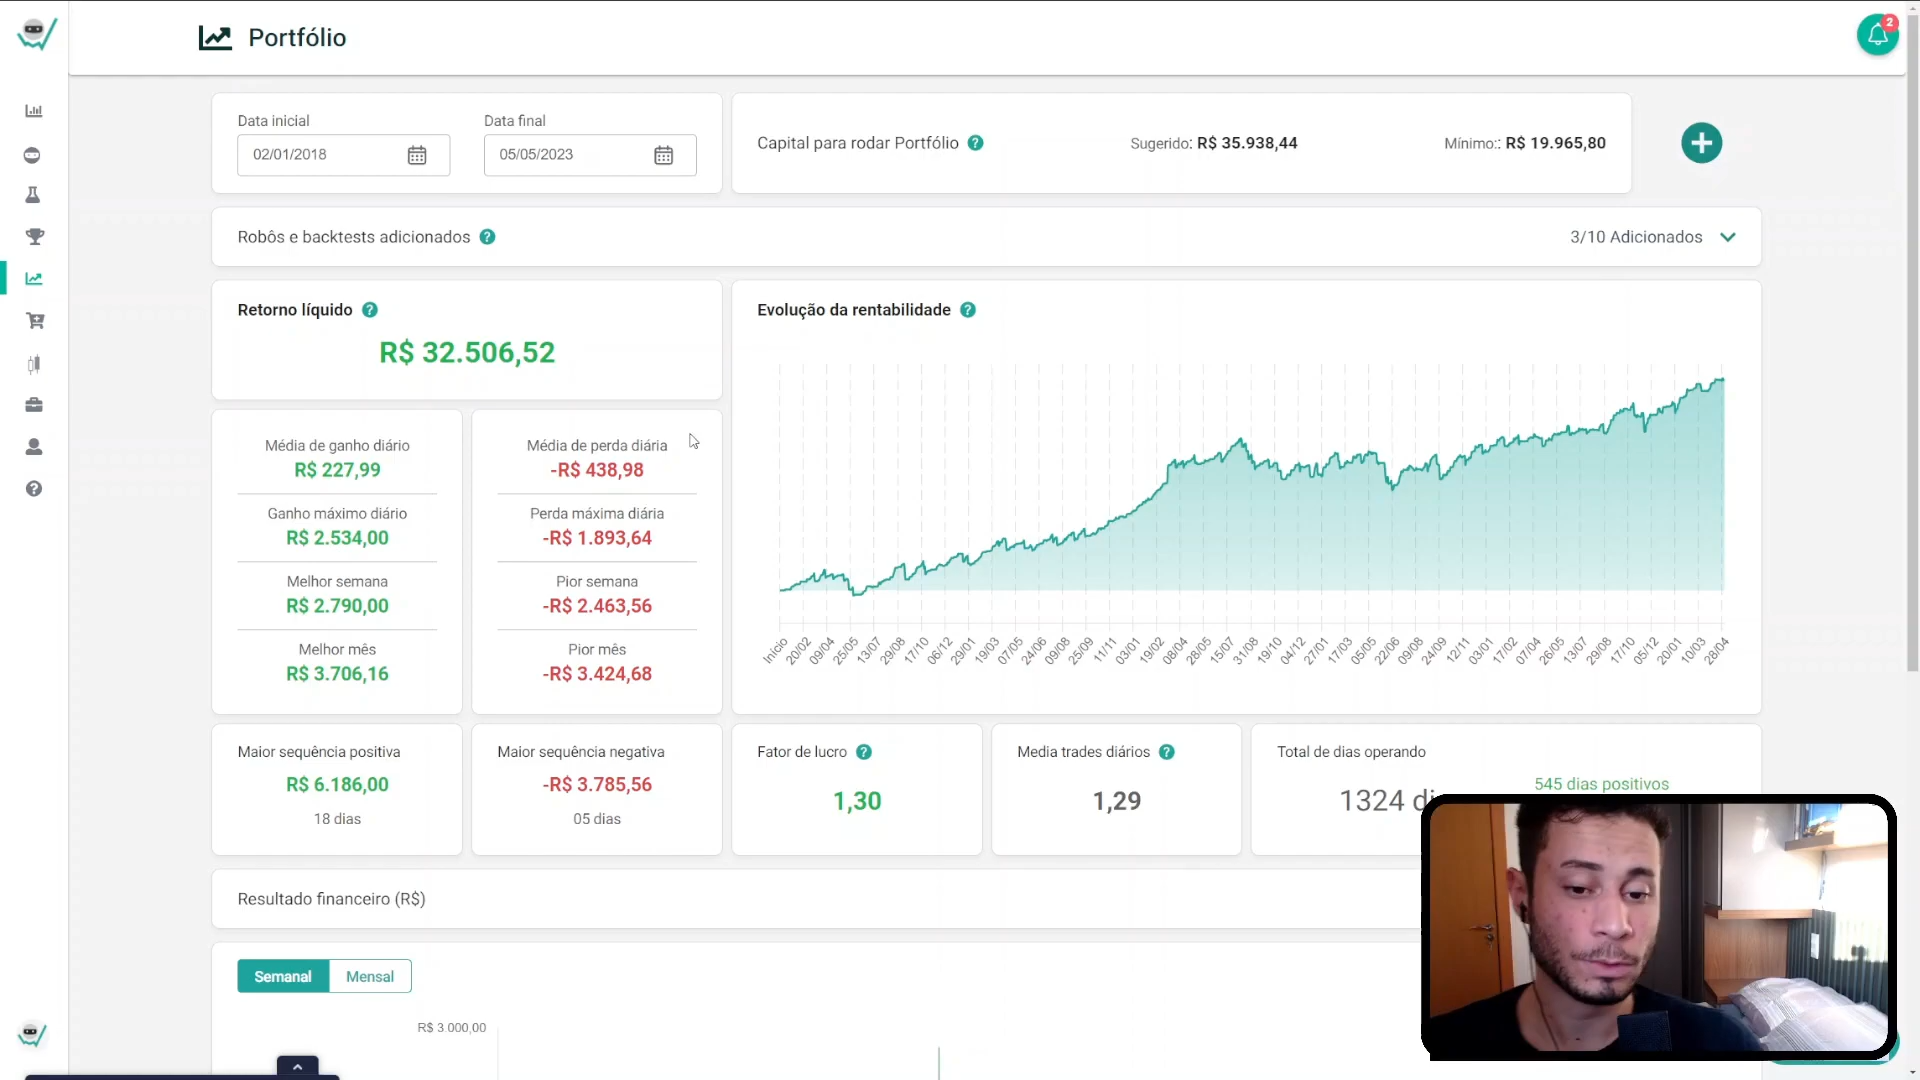 Portfólio
2
Data inicial
Data final
02/01/2018
05/05/2023
Capital para rodar Portfólio ?
Sugerido: R$ 35.938,44
Mínimo:: R$ 19.965,80
Robôs e backtests adicionados ?
3/10 Adicionados
Retorno líquido ?
R$ 32.506,52
Evolução da rentabilidade ?
Média de ganho diário
R$ 227,99
Ganho máximo diário
R$ 2.534,00
Melhor semana
R$ 2.790,00
Melhor mês
R$ 3.706,16
Média de perda diária
-R$ 438,98
Perda máxima diária
-R$ 1.893,64
Pior semana
-R$ 2.463,56
Pior mês
-R$ 3.424,68
Início 20/02 09/04 25/05 13/07 29/08 17/10 06/12 29/01 19/03 07/05 24/06 09/08 25/09 11/11 03/01 19/02 08/04 28/05 15/07 31/08 19/10 04/12 27/01 17/03 05/05 22/06 09/08 24/09 12/11 03/01 17/02 07/04 26/05 13/07 29/08 17/10 05/12 20/01 10/03 28/04
Maior sequência positiva
R$ 6.186,00
18 dias
Maior sequência negativa
-R$ 3.785,56
05 dias
Fator de lucro ?
1,30
Media trades diários ?
1,29
Total de dias operando
1324 di
545 dias positivos
Resultado financeiro (R$)
Semanal
Mensal
R$ 3.000,00